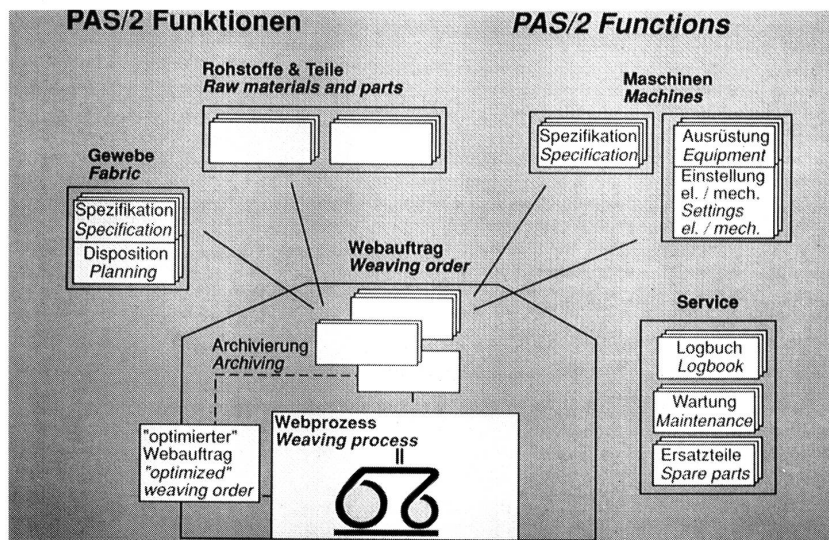 PAS/2 Funktionen
PAS/2 Functions
Rohstoffe & Teile
Raw materials and parts
Maschinen
Machines
Gewebe
Fabric
Spezifikation
Specification
Disposition
Planning
Spezifikation
Specification
Ausrüstung
Equipment
Einstellung
el. / mech.
Settings
el. / mech.
Webauftrag
Weaving order
Service
Archivierung
Archiving
Logbuch
Logbook
Wartung
Maintenance
Ersatzteile
Spare parts
Webprozess
Weaving process
"optimierter"
Webauftrag
"optimized"
weaving order